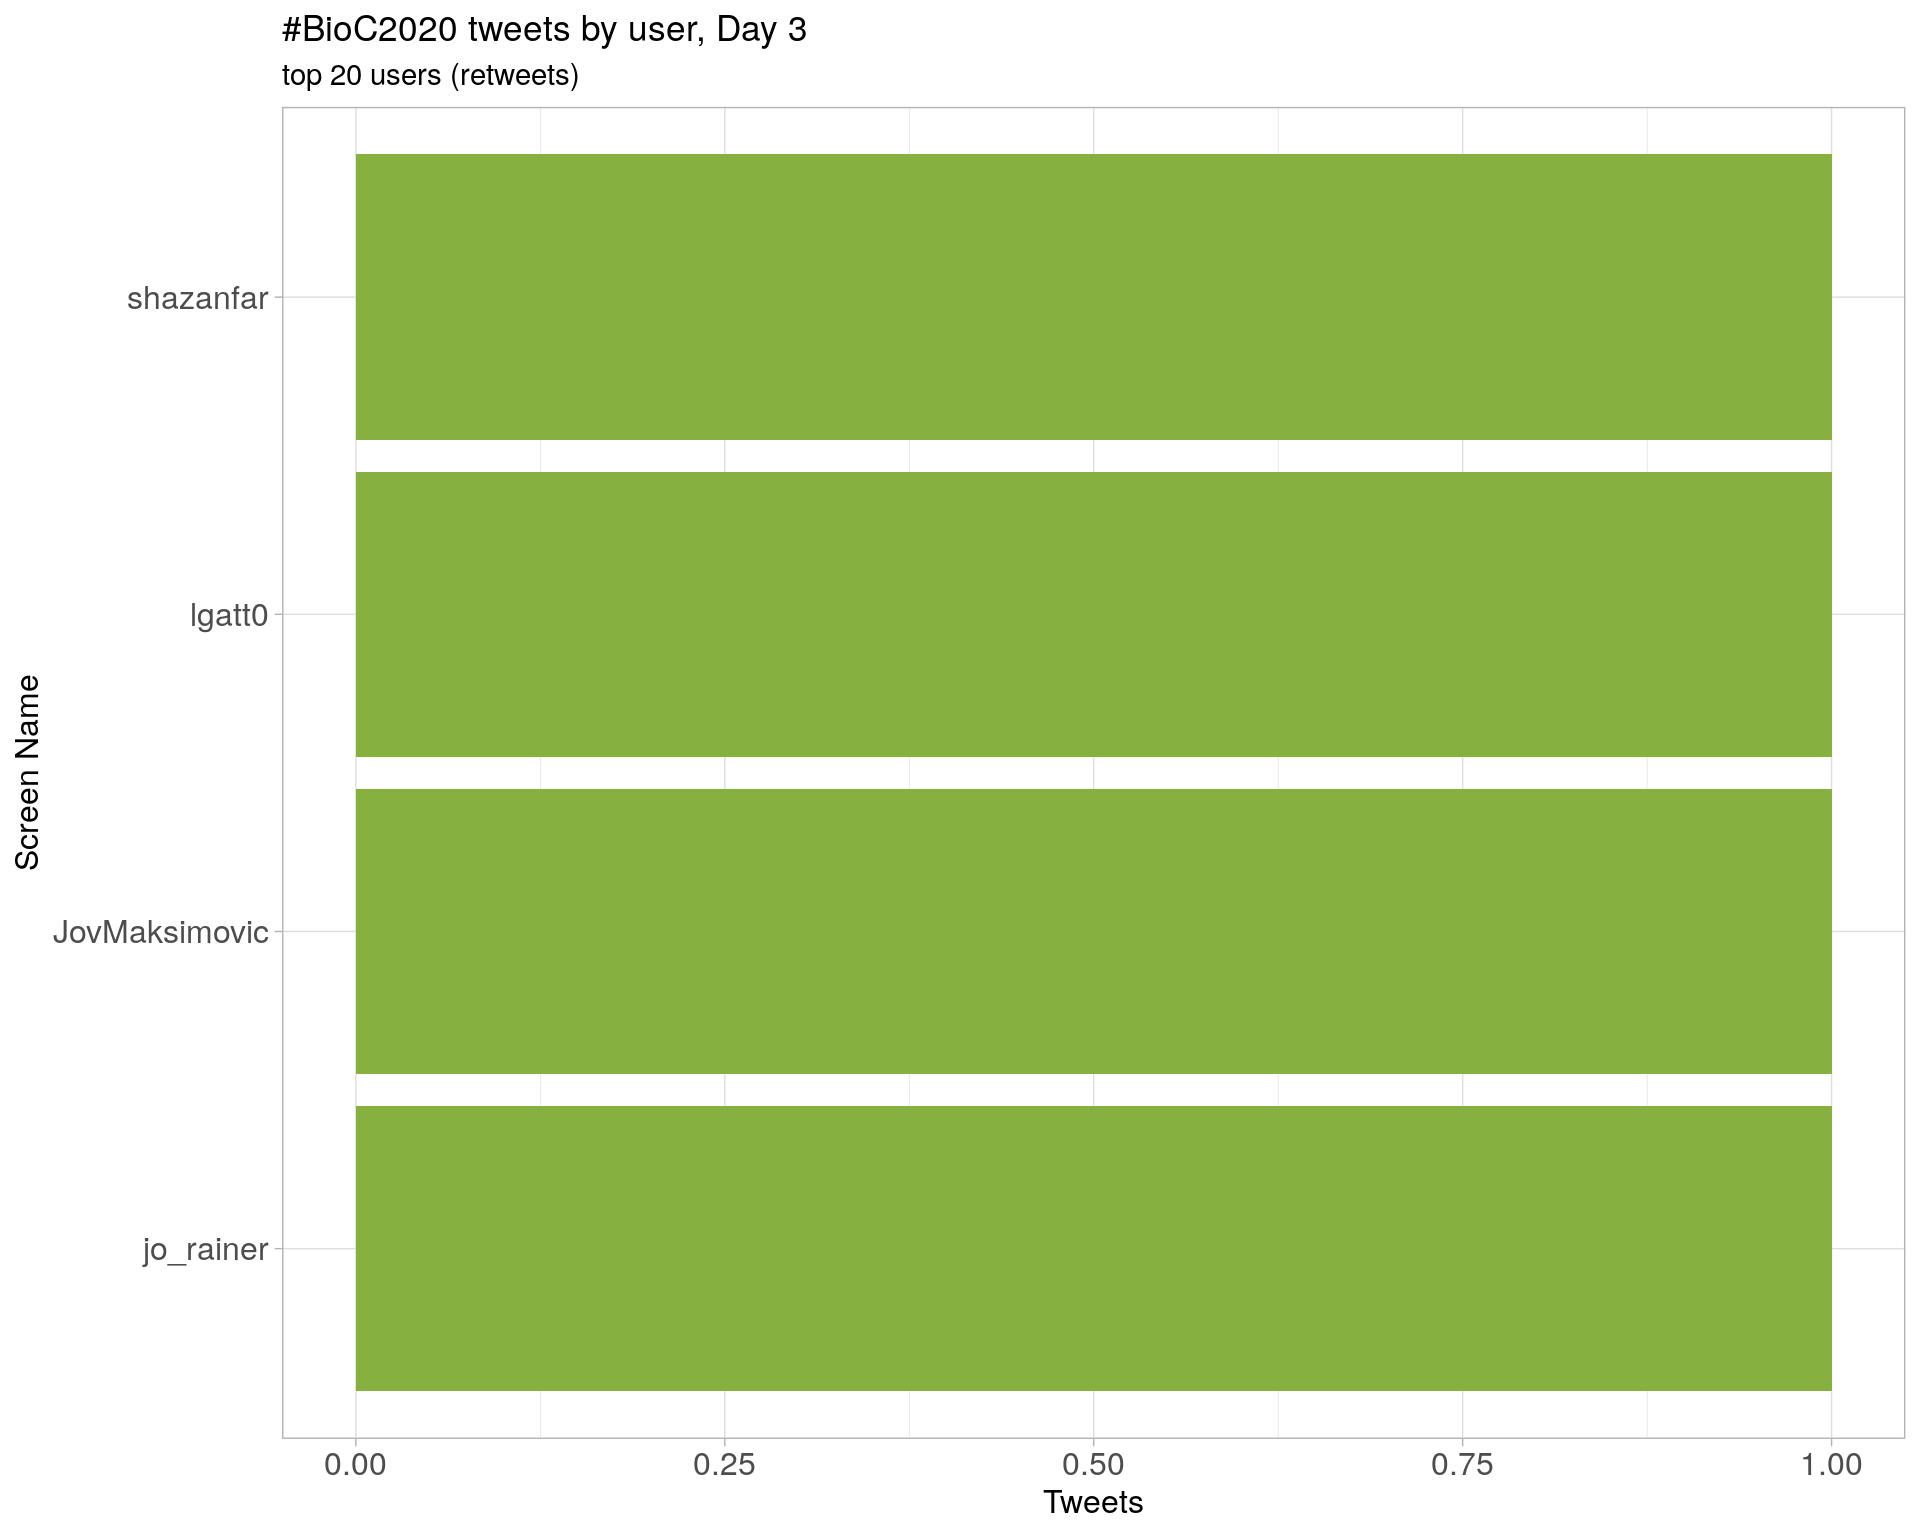 #BioC2020 tweets by user, Day 3
top 20 users (retweets)
Screen Name
shazanfar
lgatt0
JovMaksimovic
jo_rainer
0.00 0.25 0.50 0.75 1.00
Tweets